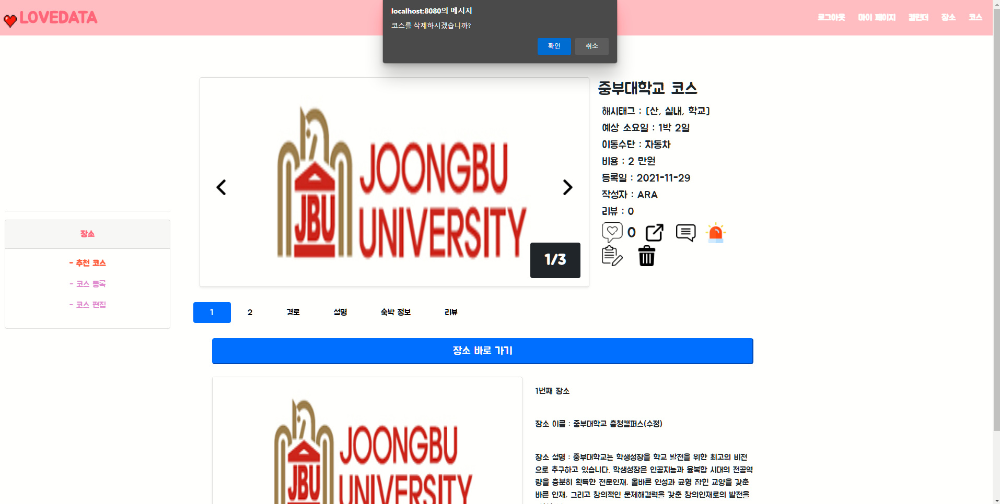 LOVEDATA
로그아웃 마이 페이지 캘린더 장소 코스
localhost:8080의 메시지
코스를 삭제하시겠습니까?
확인 취소
JBU
JOONGBU
UNIVERSITY
1/3
중부대학교 코스
해시태그 : [산, 실내, 학교]
예상 소요일 : 1박 2일
이동수단 : 자동차
비용 : 2 만원
등록일 : 2021-11-29
작성자 : ARA
리뷰 : 0
0
장소
- 추천 코스
- 코스 등록
- 코스 편집
1 2 경로 설명 숙박 정보 리뷰
장소 바로 가기
JBU
JOONGBU
UNIVERSITY
1번째 장소
장소 이름 : 중부대학교 충청캠퍼스(수정)
장소 설명 : 중부대학교는 학생성장을 학교 발전을 위한 최고의 비전
으로 추구하고 있습니다. 학생성장은 인공지능과 융복합 시대의 전공역
량을 충분히 획득한 전문인재, 올바른 인성과 균형 잡힌 교양을 갖춘
바른 인재, 그리고 창의적인 문제해결력을 갖춘 창의인재로의 발전을